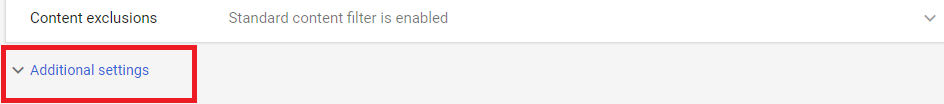 Content exclusions Standard content filter is enabled
Additional settings